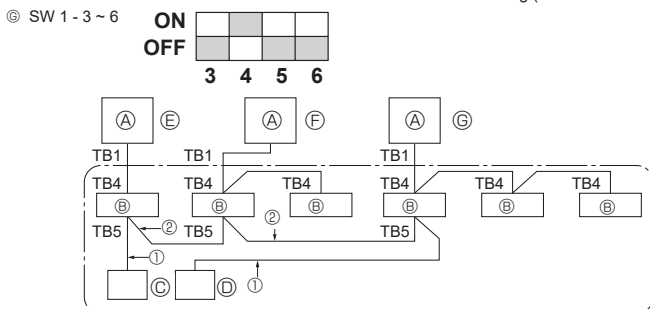 Ⓖ SW 1 - 3 ~ 6
ON
OFF
3 4 5 6
Ⓐ Ⓔ Ⓐ Ⓕ Ⓐ Ⓖ
TB1 TB1 TB1
TB4 TB4 TB4 TB4 TB4 TB4
Ⓑ Ⓑ Ⓑ Ⓑ Ⓑ Ⓑ
② ②
TB5 TB5 TB5
① ①
Ⓒ Ⓓ